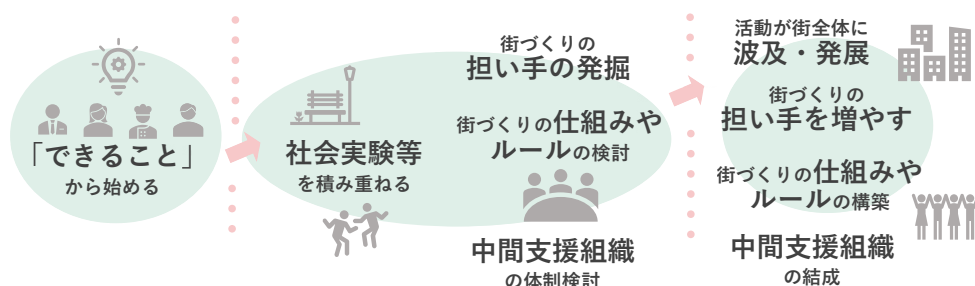 「できること」
から始める
社会実験等
を積み重ねる
街づくりの
担い手の発掘
街づくりの仕組みや
ルールの検討
中間支援組織
の体制検討
活動が街全体に
波及・発展
街づくりの
担い手を増やす
街づくりの仕組みや
ルールの構築
中間支援組織
の結成